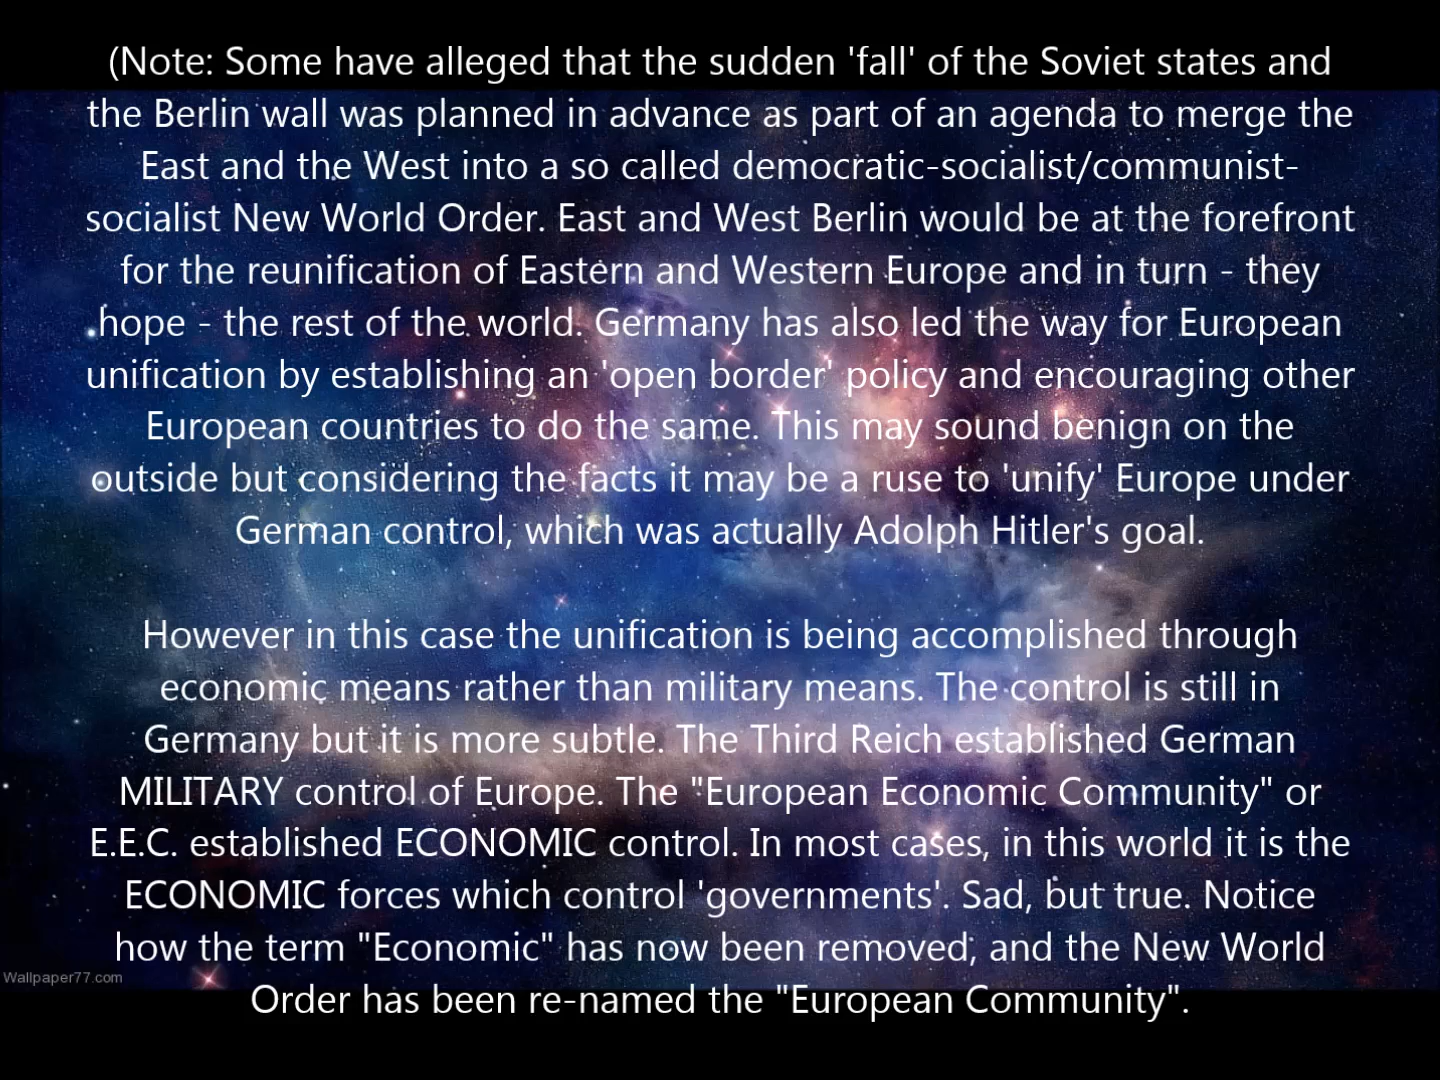 (Note: Some have alleged that the sudden 'fall' of the Soviet states and
the Berlin wall was planned in advance as part of an agenda to merge the
East and the West into a so called democratic-socialist/communist-
socialist New World Order. East and West Berlin would be at the forefront
for the reunification of Eastern and Western Europe and in turn - they
hope - the rest of the world. Germany has also led the way for European
unification by establishing an 'open border' policy and encouraging other
European countries to do the same. This may sound benign on the
outside but considering the facts it may be a ruse to 'unify' Europe under
German control, which was actually Adolph Hitler's goal.
However in this case the unification is being accomplished through
economic means rather than military means. The control is still in
Germany but it is more subtle. The Third Reich established German
MILITARY control of Europe. The "European Economic Community" or
E.E.C. established ECONOMIC control. In most cases, in this world it is the
ECONOMIC forces which control 'governments'. Sad, but true. Notice
how the term "Economic" has now been removed, and the New World
Order has been re-named the "European Community".
Wallpaper77.com